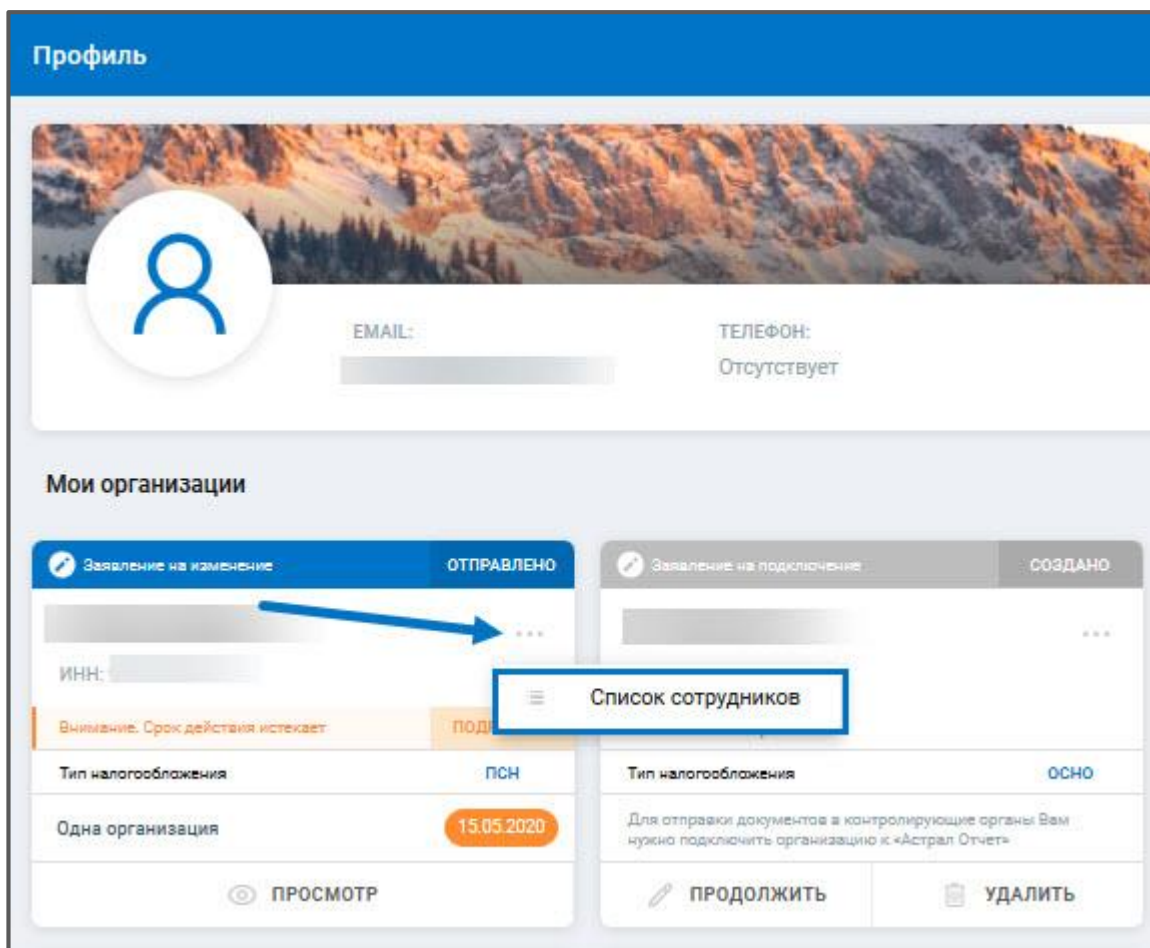 Профиль
EMAIL:
ТЕЛЕФОН:
Отсутствует
Мои организации
Заявление на изменение
ОТПРАВЛЕНО
Заявление на подключение
СОЗДАНО
ИНН:
Список сотрудников
Внимание. Срок действия истекает
Тип налогообложения
ПСН
Тип налогообложения
ОСНО
Одна организация
15.05.2020
Для отправки документов в контролирующие органы Вам
нужно подключить организацию к «Астрал Отчет»
ПРОСМОТР
ПРОДОЛЖИТЬ
УДАЛИТЬ